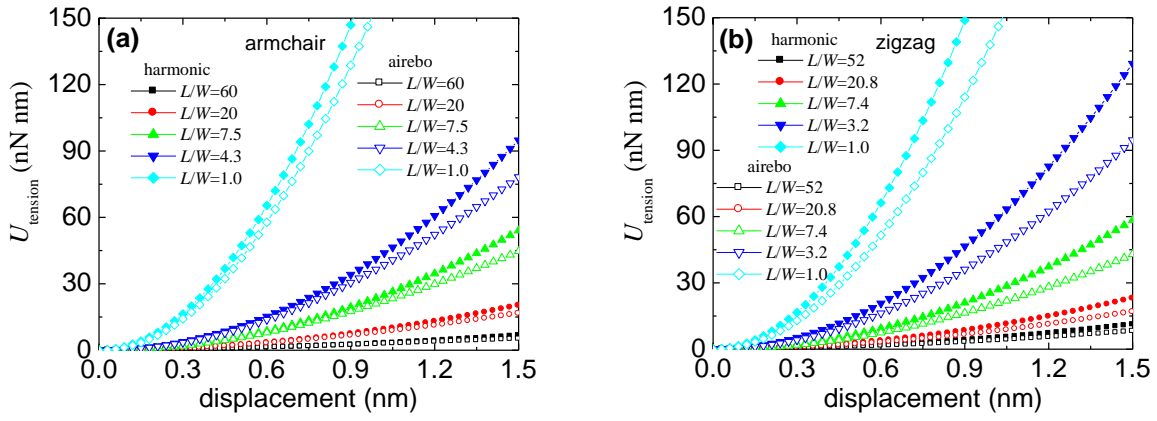 (a)
armchair
harmonic
L/W=60
L/W=20
L/W=7.5
L/W=4.3
L/W=1.0
airebo
L/W=60
L/W=20
L/W=7.5
L/W=4.3
L/W=1.0
150
120
90
60
30
0
U_tension (nN nm)
0.0 0.3 0.6 0.9 1.2 1.5
displacement (nm)
(b)
zigzag
harmonic
L/W=52
L/W=20.8
L/W=7.4
L/W=3.2
L/W=1.0
airebo
L/W=52
L/W=20.8
L/W=7.4
L/W=3.2
L/W=1.0
150
120
90
60
30
0
U_tension (nN nm)
0.0 0.3 0.6 0.9 1.2 1.5
displacement (nm)